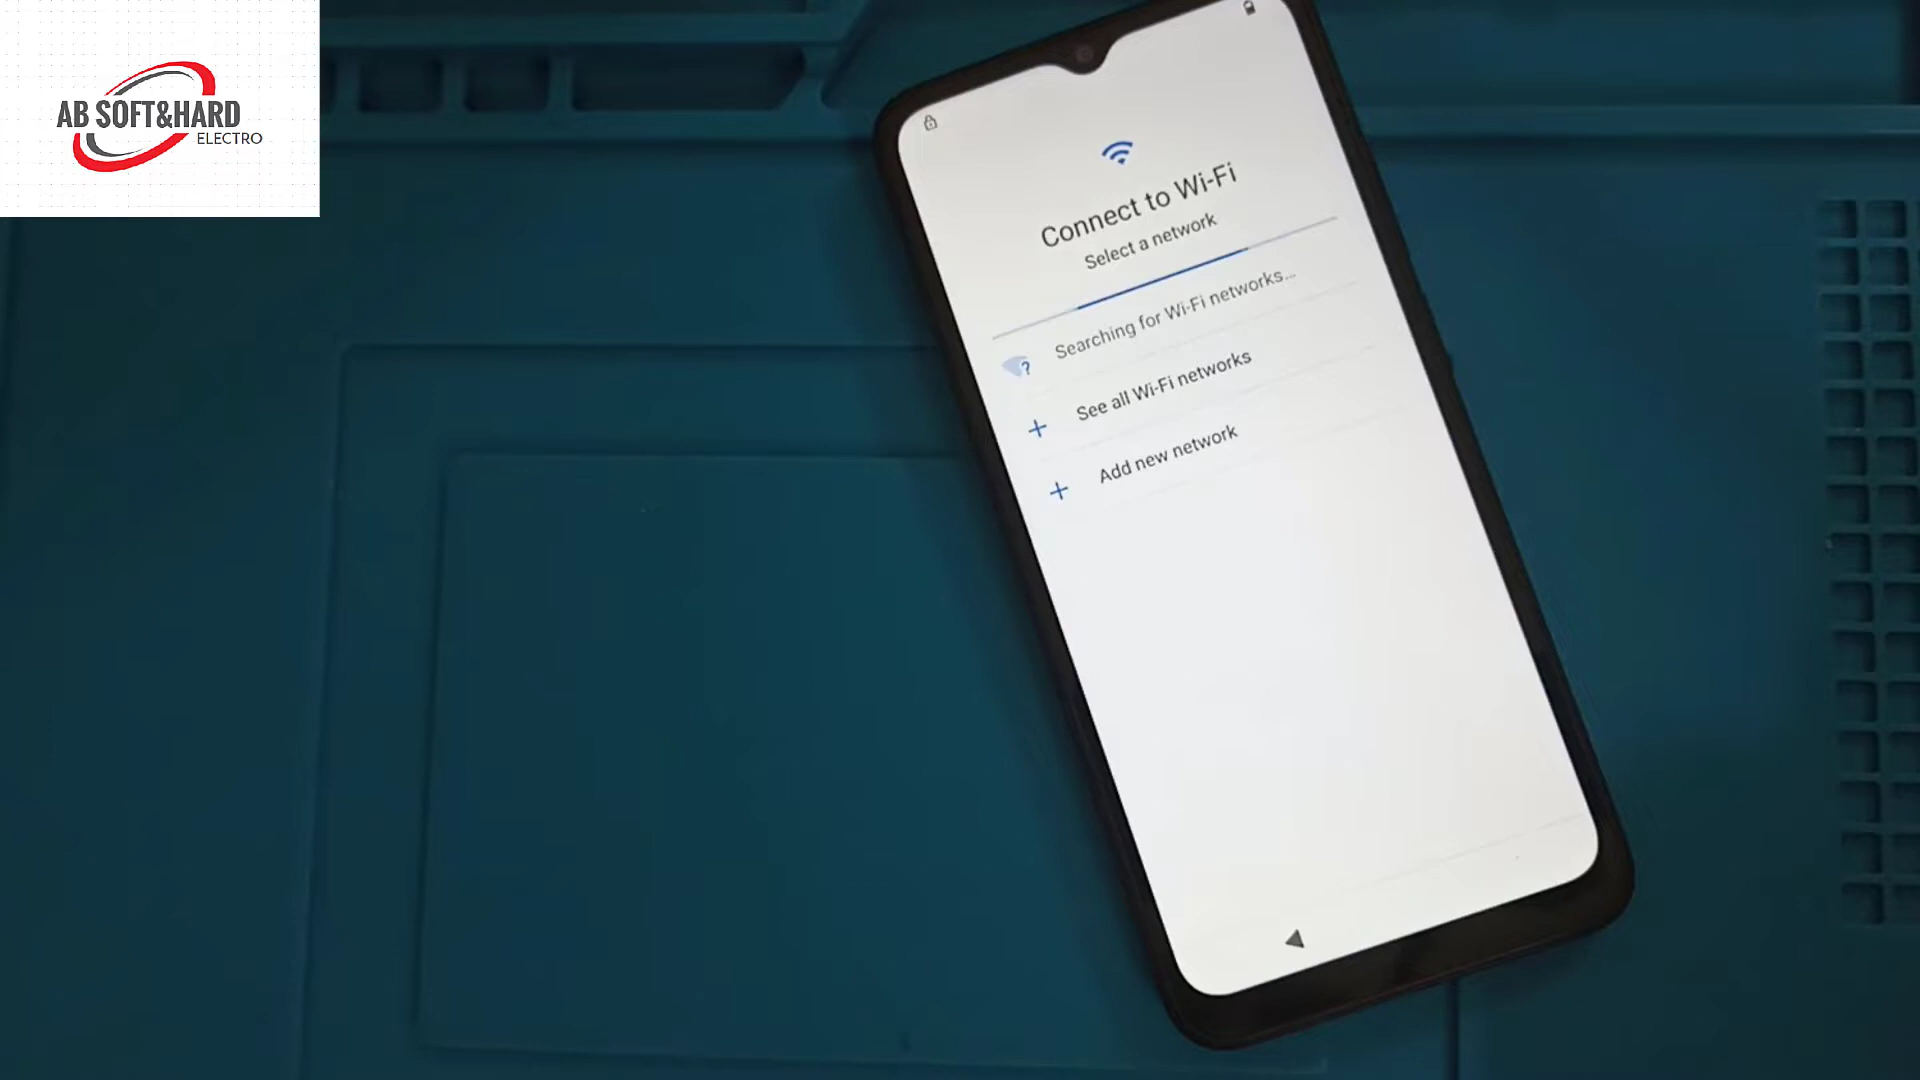 AB SOFT&HARD
ELECTRO
Connect to Wi-Fi
Select a network
Searching for Wi-Fi networks...
?
See all Wi-Fi networks
Add new network